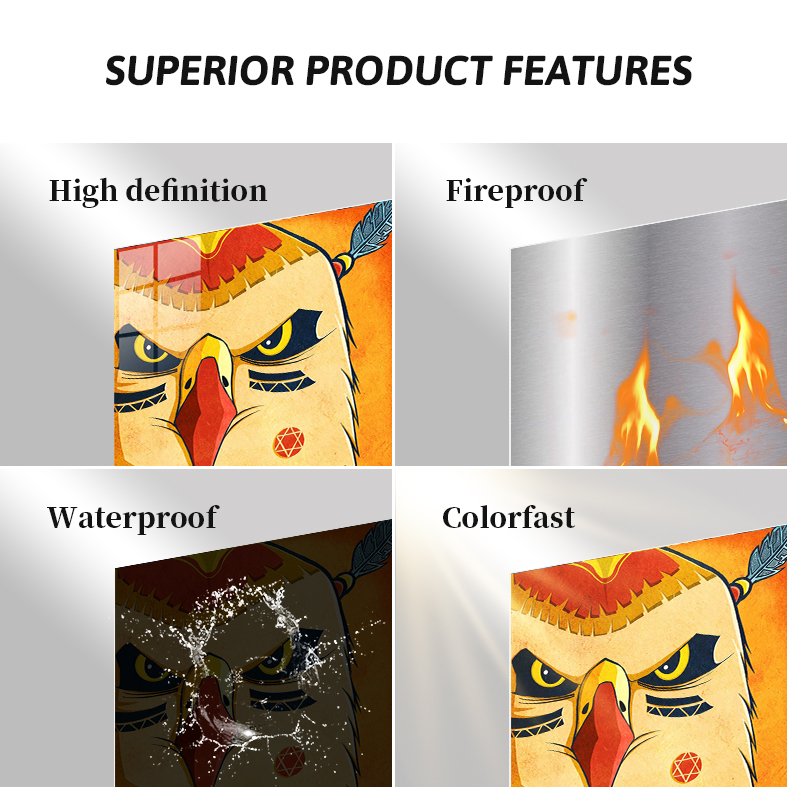 SUPERIOR PRODUCT FEATURES
High definition
Fireproof
Waterproof
Colorfast